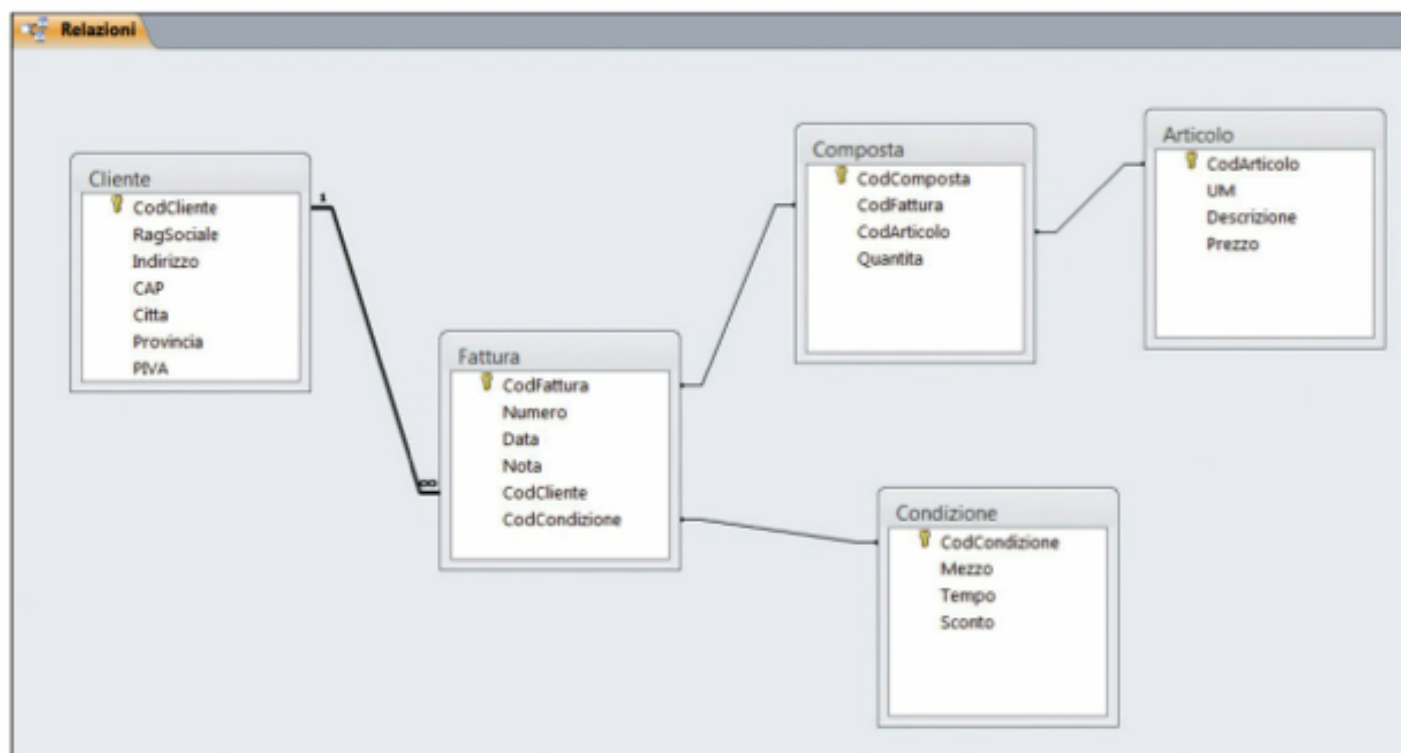 Relazioni
Cliente
CodCliente
RagSociale
Indirizzo
CAP
Citta
Provincia
PIVA
1
∞
Fattura
CodFattura
Numero
Data
Nota
CodCliente
CodCondizione
Composta
CodComposta
CodFattura
CodArticolo
Quantita
Articolo
CodArticolo
UM
Descrizione
Prezzo
Condizione
CodCondizione
Mezzo
Tempo
Sconto